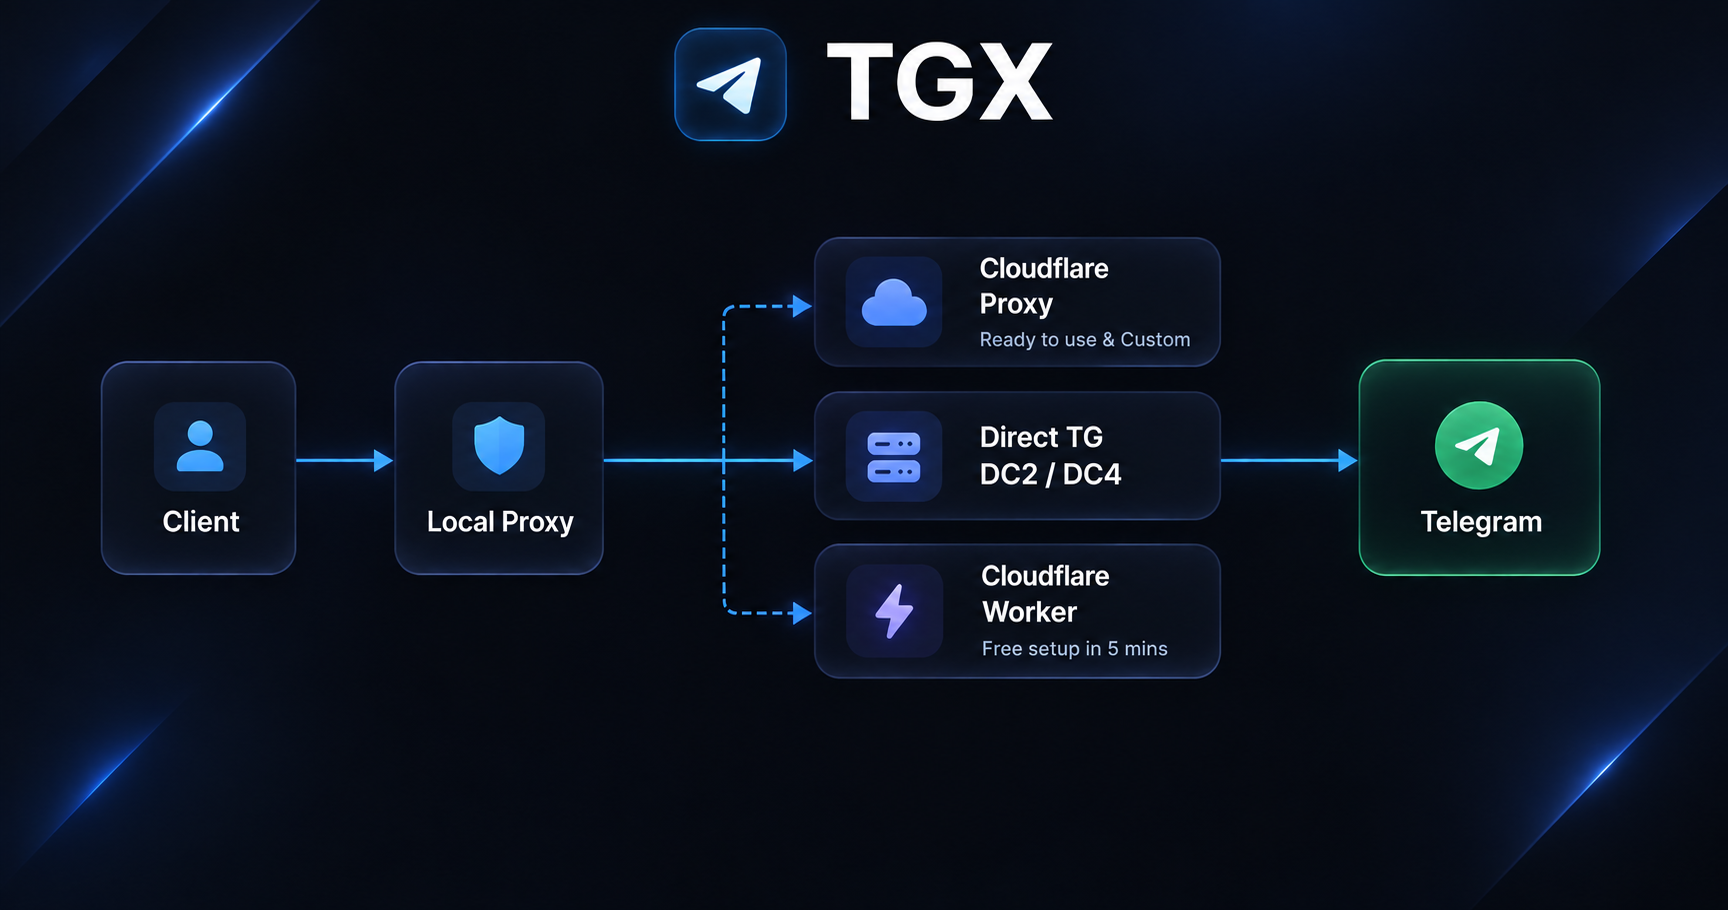 TGX
Client
Local Proxy
Cloudflare
Proxy
Ready to use & Custom
Direct TG
DC2 / DC4
Cloudflare
Worker
Free setup in 5 mins
Telegram